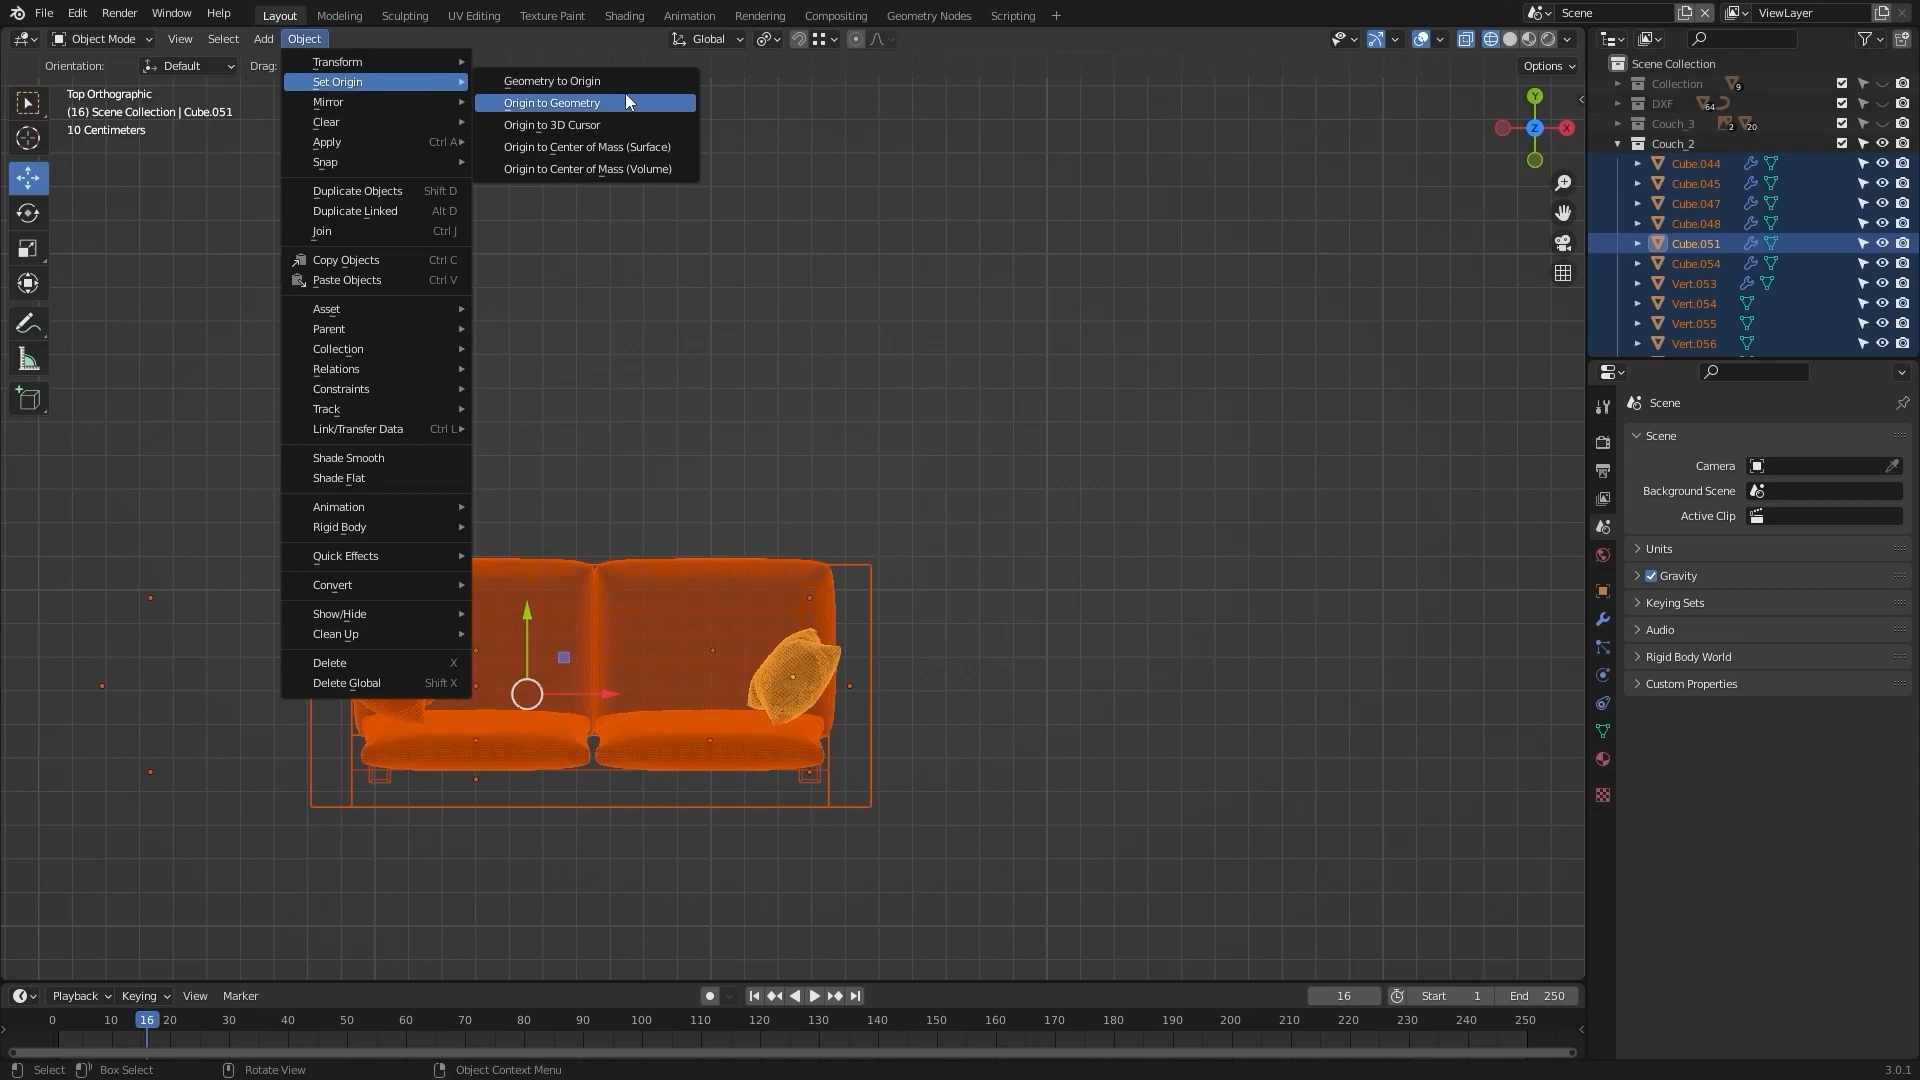 File Edit Render Window Help Layout Modeling Sculpting UV Editing Texture Paint Shading Animation Rendering Compositing Geometry Nodes Scripting + Scene ViewLayer
Object Mode View Select Add Object Global
Orientation: Default Drag: Options
Top Orthographic
(16) Scene Collection | Cube.051
10 Centimeters
Transform
Set Origin
Mirror
Clear
Apply Ctrl A
Snap
Duplicate Objects Shift D
Duplicate Linked Alt D
Join Ctrl J
Copy Objects Ctrl C
Paste Objects Ctrl V
Asset
Parent
Collection
Relations
Constraints
Track
Link/Transfer Data Ctrl L
Shade Smooth
Shade Flat
Animation
Rigid Body
Quick Effects
Convert
Show/Hide
Clean Up
Delete X
Delete Global Shift X
Geometry to Origin
Origin to Geometry
Origin to 3D Cursor
Origin to Center of Mass (Surface)
Origin to Center of Mass (Volume)
Y
Z X
Scene Collection
Collection 9
DXF 64
Couch_3 2 20
Couch_2
Cube.044
Cube.045
Cube.047
Cube.048
Cube.051
Cube.054
Vert.053
Vert.054
Vert.055
Vert.056
Scene
Scene
Camera
Background Scene
Active Clip
Units
Gravity
Keying Sets
Audio
Rigid Body World
Custom Properties
Playback Keying View Marker 16 Start 1 End 250
0 10 16 20 30 40 50 60 70 80 90 100 110 120 130 140 150 160 170 180 190 200 210 220 230 240 250
Select Box Select Rotate View Object Context Menu 3.0.1